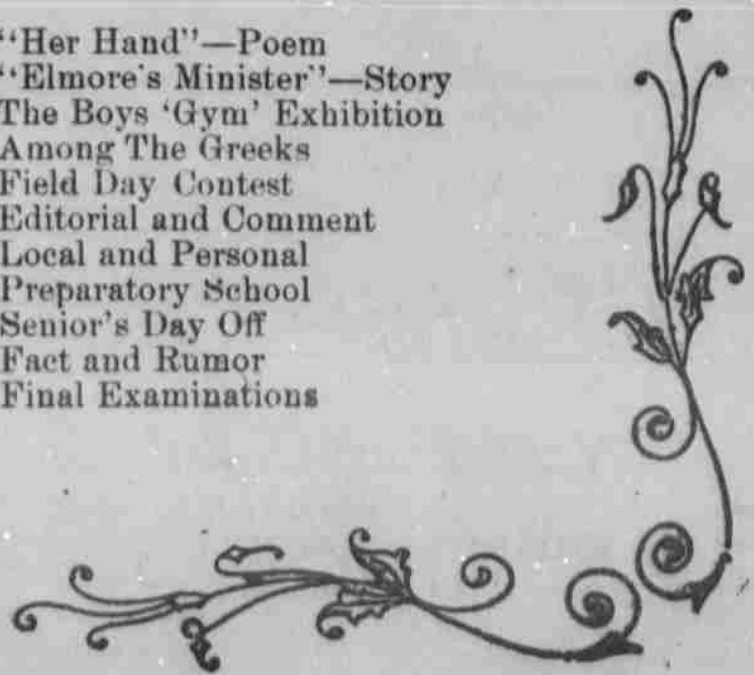 “Her Hand”—Poem
“Elmore's Minister”—Story
The Boys ‘Gym’ Exhibition
Among The Greeks
Field Day Contest
Editorial and Comment
Local and Personal
Preparatory School
Senior's Day Off
Fact and Rumor
Final Examinations